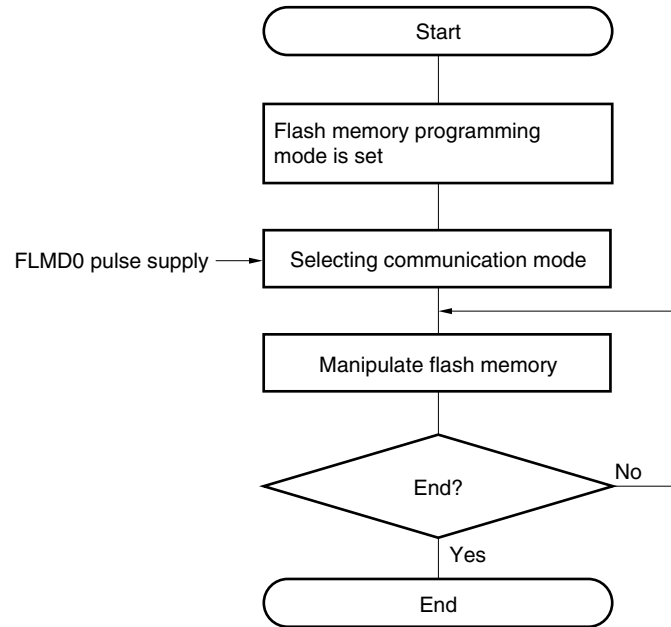 Start
Flash memory programming
mode is set
FLMD0 pulse supply
Selecting communication mode
Manipulate flash memory
End?
No
Yes
End